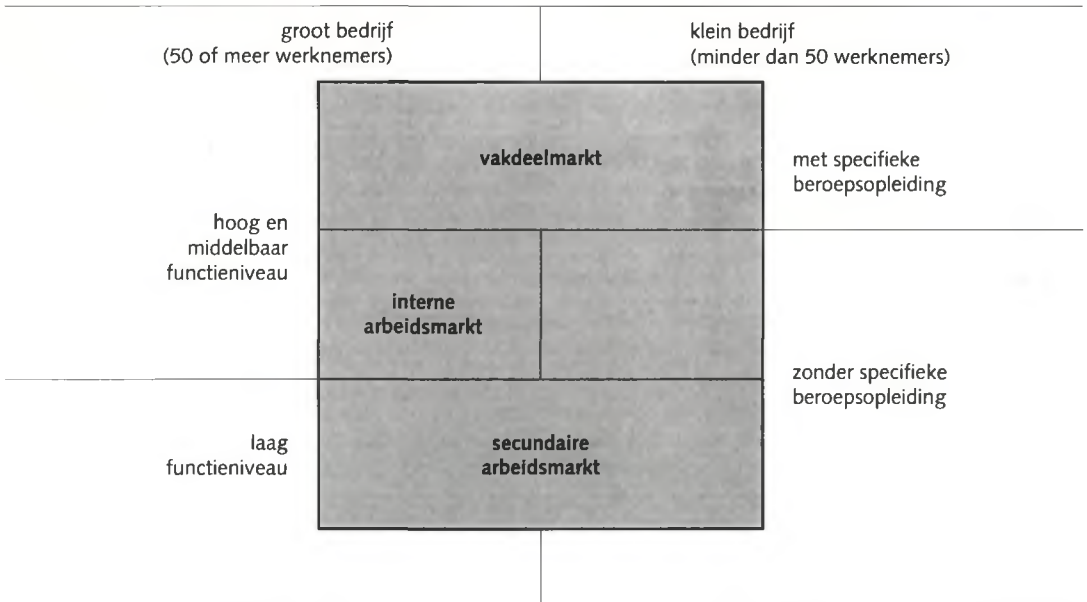 groot bedrijf
(50 of meer werknemers)
klein bedrijf
(minder dan 50 werknemers)
vakdeelmarkt
met specifieke
beroepsopleiding
hoog en
middelbaar
functieniveau
interne
arbeidsmarkt
zonder specifieke
beroepsopleiding
laag
functieniveau
secundaire
arbeidsmarkt